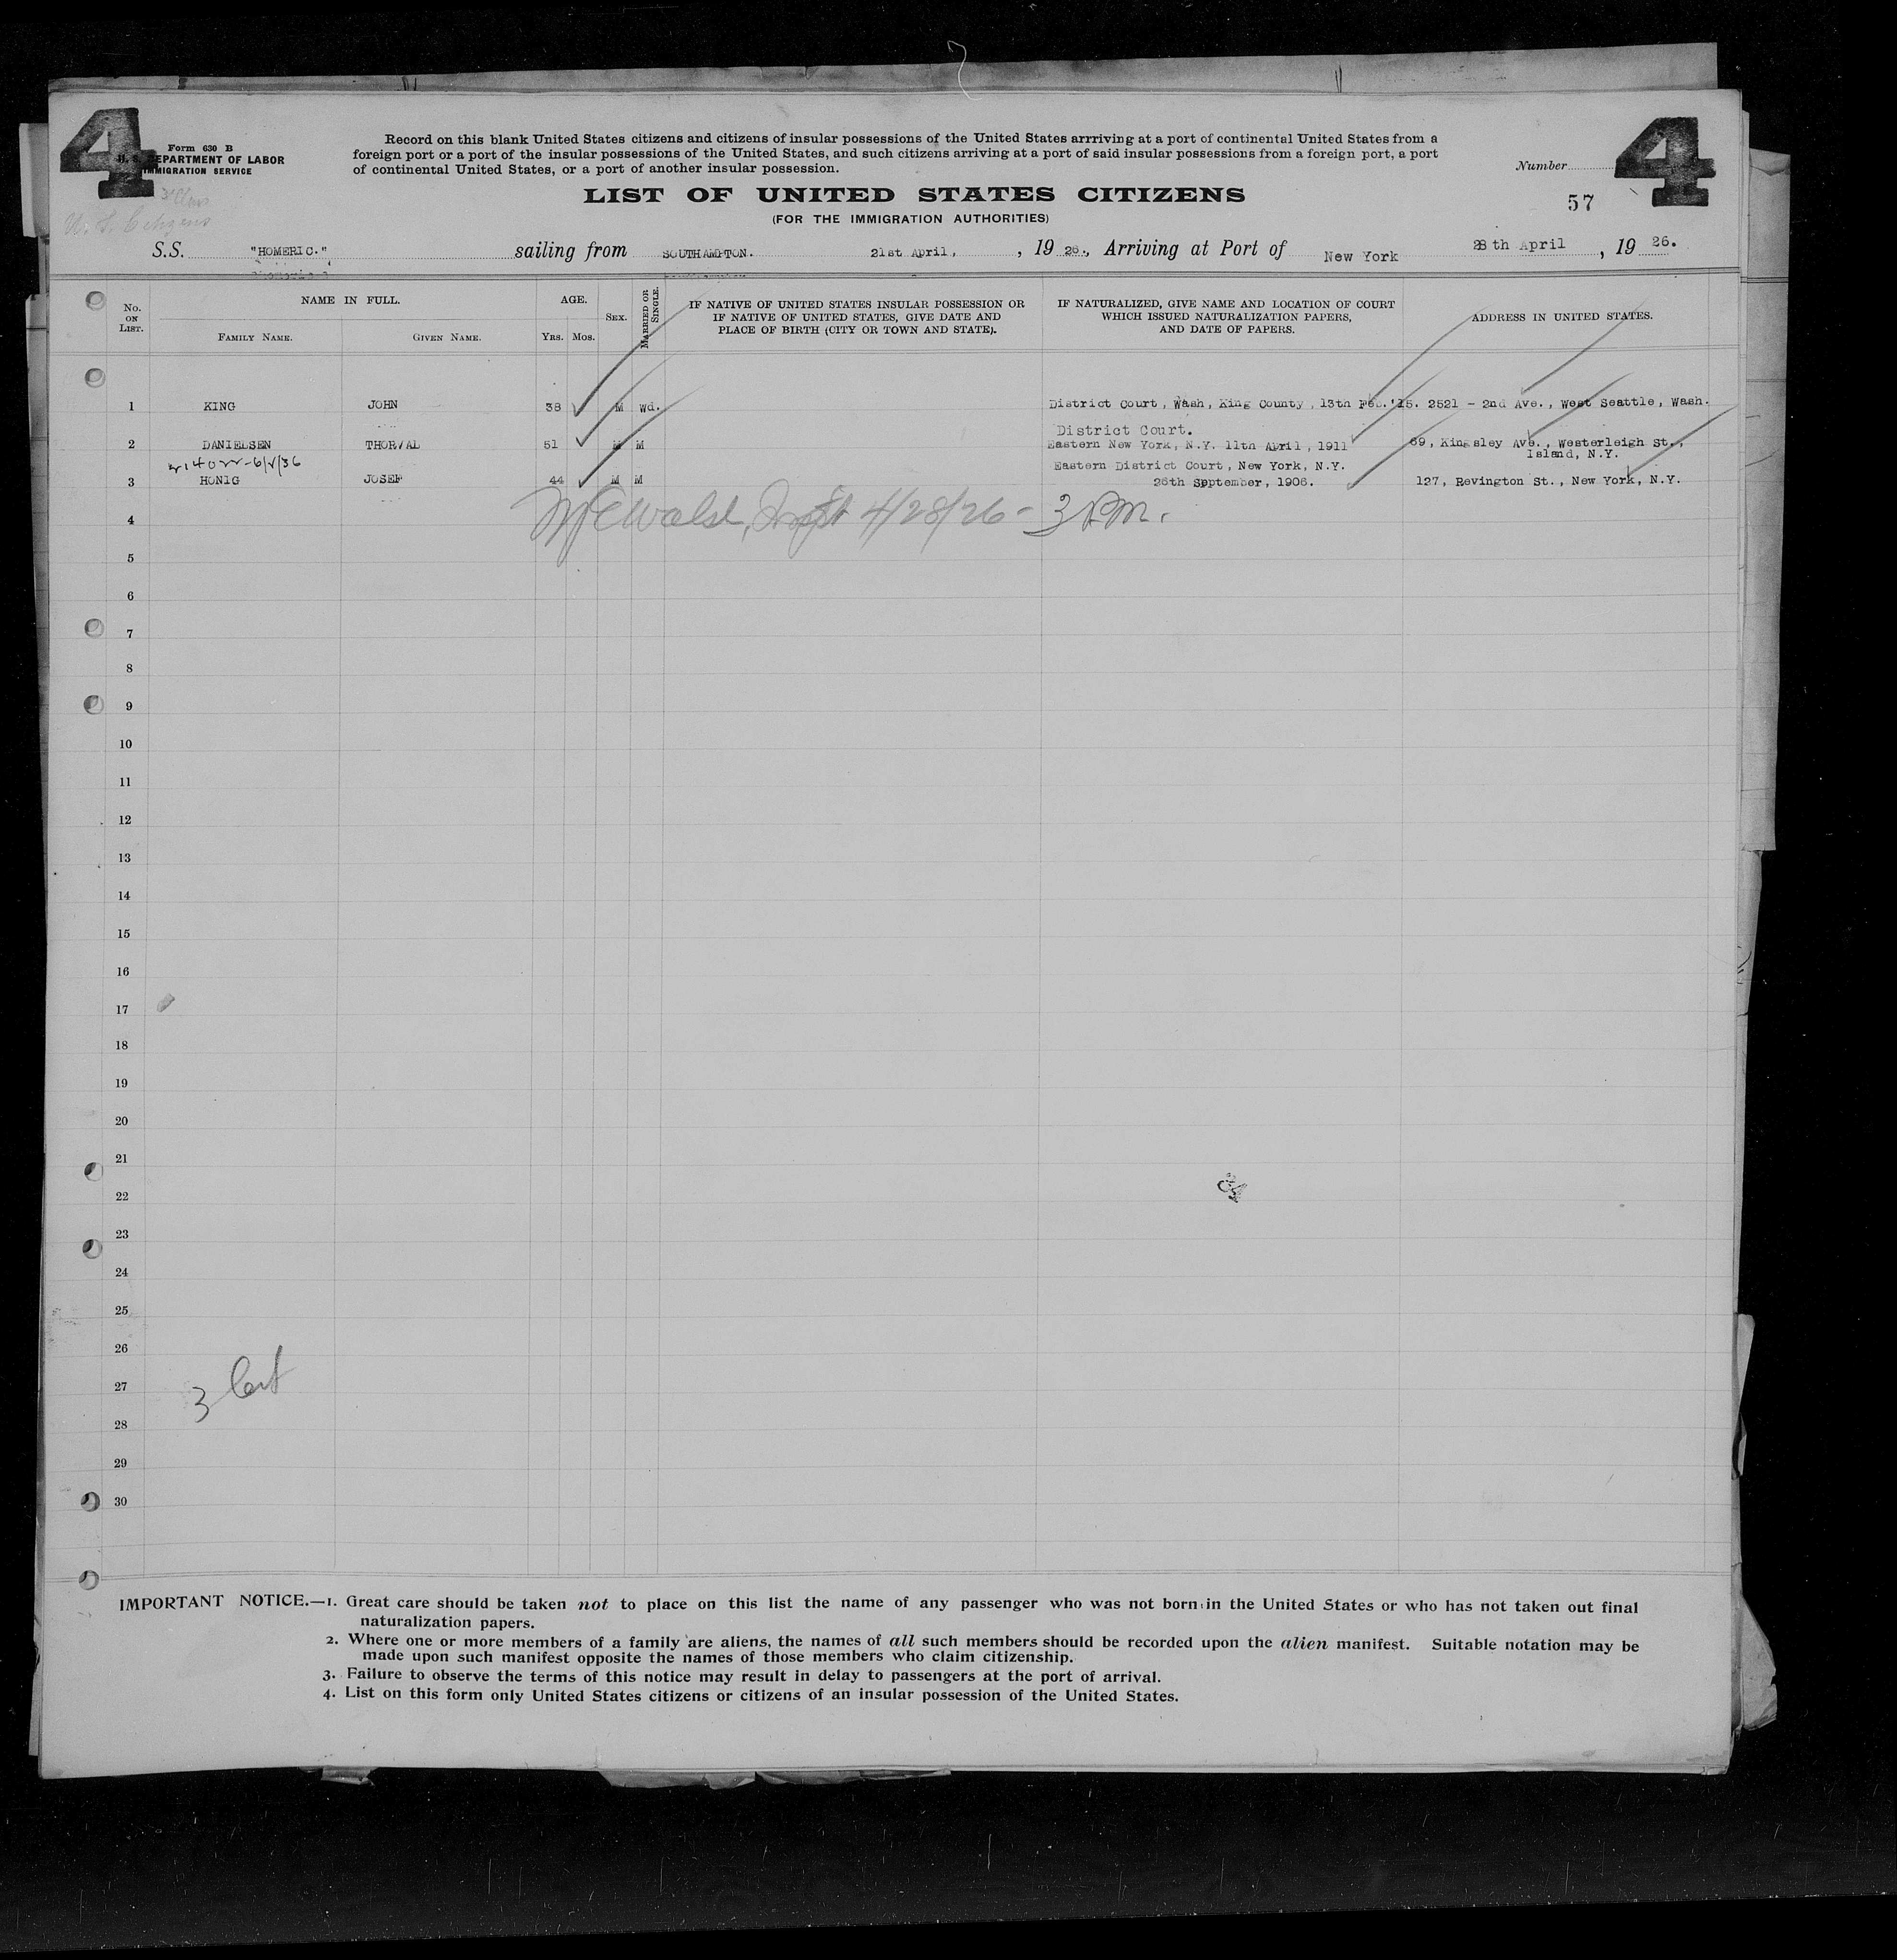 4
4
Form 630 B
U. S. DEPARTMENT OF LABOR
IMMIGRATION SERVICE
Record on this blank United States citizens and citizens of insular possessions of the United States arrriving at a port of continental United States from a
foreign port or a port of the insular possessions of the United States, and such citizens arriving at a port of said insular possessions from a foreign port, a port
of continental United States, or a port of another insular possession.
Number
LIST OF UNITED STATES CITIZENS
57
(FOR THE IMMIGRATION AUTHORITIES)
U. S. Citizens
S.S. "HOMERIC." sailing from SOUTHAMPTON. 21st April, , 19 26., Arriving at Port of New York 28th April , 19 26.
No. ON LIST.
NAME IN FULL.
FAMILY NAME.
GIVEN NAME.
AGE.
YRS. MOS.
SEX.
MARRIED OR SINGLE.
IF NATIVE OF UNITED STATES INSULAR POSSESSION OR
IF NATIVE OF UNITED STATES, GIVE DATE AND
PLACE OF BIRTH (CITY OR TOWN AND STATE).
IF NATURALIZED, GIVE NAME AND LOCATION OF COURT
WHICH ISSUED NATURALIZATION PAPERS,
AND DATE OF PAPERS.
ADDRESS IN UNITED STATES.
1 KING JOHN 38 M Wd. District Court, Wash, King County, 13th Feb.'15. 2521 - 2nd Ave., West Seattle, Wash.
District Court.
2 DANIELSEN THORVAL 51 M M Eastern New York, N.Y. 11th April, 1911 69, Kingsley Ave., Westerleigh St.,
Island, N.Y.
Eastern District Court, New York, N.Y.
3 HONIG JOSEF 44 M M 26th September, 1906. 127, Revington St., New York, N.Y.
4 4/28/26 - 3 P.M.
5
6
7
8
9
10
11
12
13
14
15
16
17
18
19
20
21
22
23
24
25
26
27 3
28
29
30
IMPORTANT NOTICE.—1. Great care should be taken not to place on this list the name of any passenger who was not born in the United States or who has not taken out final
naturalization papers.
2. Where one or more members of a family are aliens, the names of all such members should be recorded upon the alien manifest. Suitable notation may be
made upon such manifest opposite the names of those members who claim citizenship.
3. Failure to observe the terms of this notice may result in delay to passengers at the port of arrival.
4. List on this form only United States citizens or citizens of an insular possession of the United States.